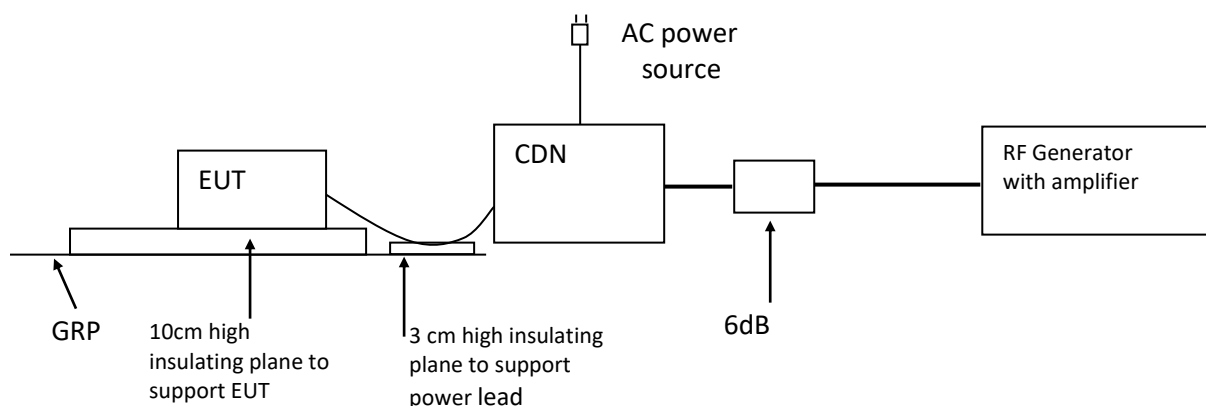 AC power
source
CDN
EUT
RF Generator
with amplifier
GRP
10cm high
insulating plane to
support EUT
3 cm high insulating
plane to support
power lead
6dB